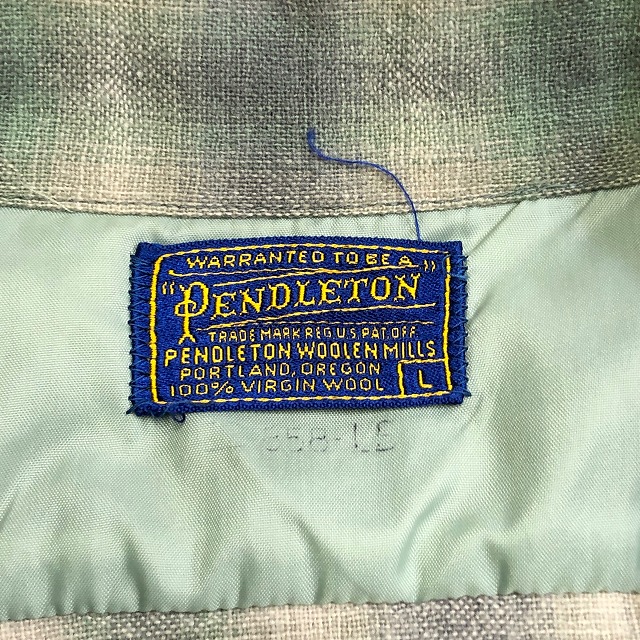 WARRANTED TO BE A
"PENDLETON"
TRADE MARK REG U.S. PAT. OFF.
PENDLETON WOOLEN MILLS
PORTLAND, OREGON
100% VIRGIN WOOL
L